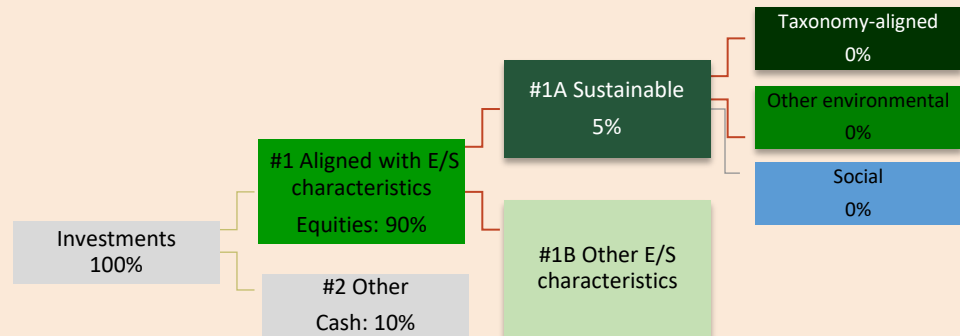 Investments
100%
#1 Aligned with E/S
characteristics
Equities: 90%
#2 Other
Cash: 10%
#1A Sustainable
5%
#1B Other E/S
characteristics
Taxonomy-aligned
0%
Other environmental
0%
Social
0%